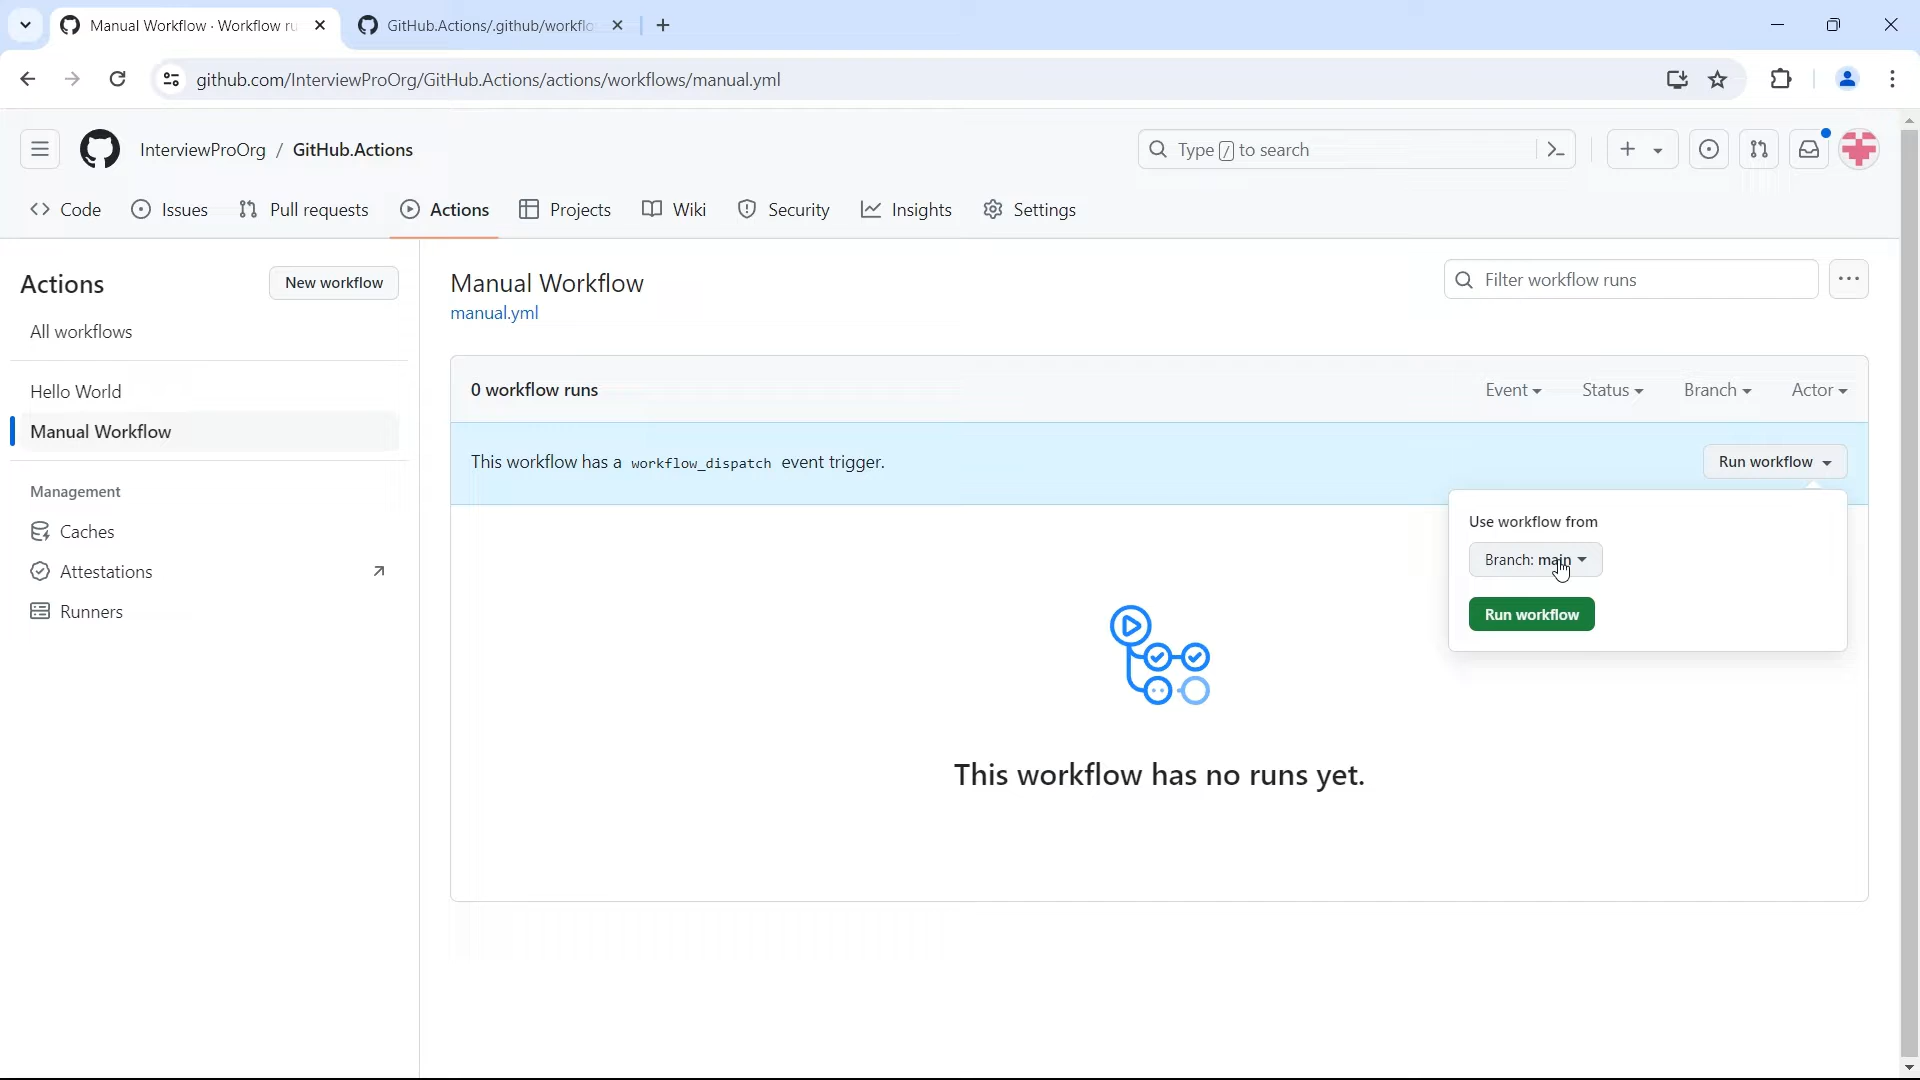 Manual Workflow · Workflow ru
GitHub.Actions/.github/workflo
github.com/InterviewProOrg/GitHub.Actions/actions/workflows/manual.yml
InterviewProOrg / GitHub.Actions
Type / to search
Code
Issues
Pull requests
Actions
Projects
Wiki
Security
Insights
Settings
Actions
New workflow
All workflows
Hello World
Manual Workflow
Management
Caches
Attestations
Runners
Manual Workflow
manual.yml
Filter workflow runs
0 workflow runs
Event
Status
Branch
Actor
This workflow has a workflow_dispatch event trigger.
Run workflow
Use workflow from
Branch: main
Run workflow
This workflow has no runs yet.